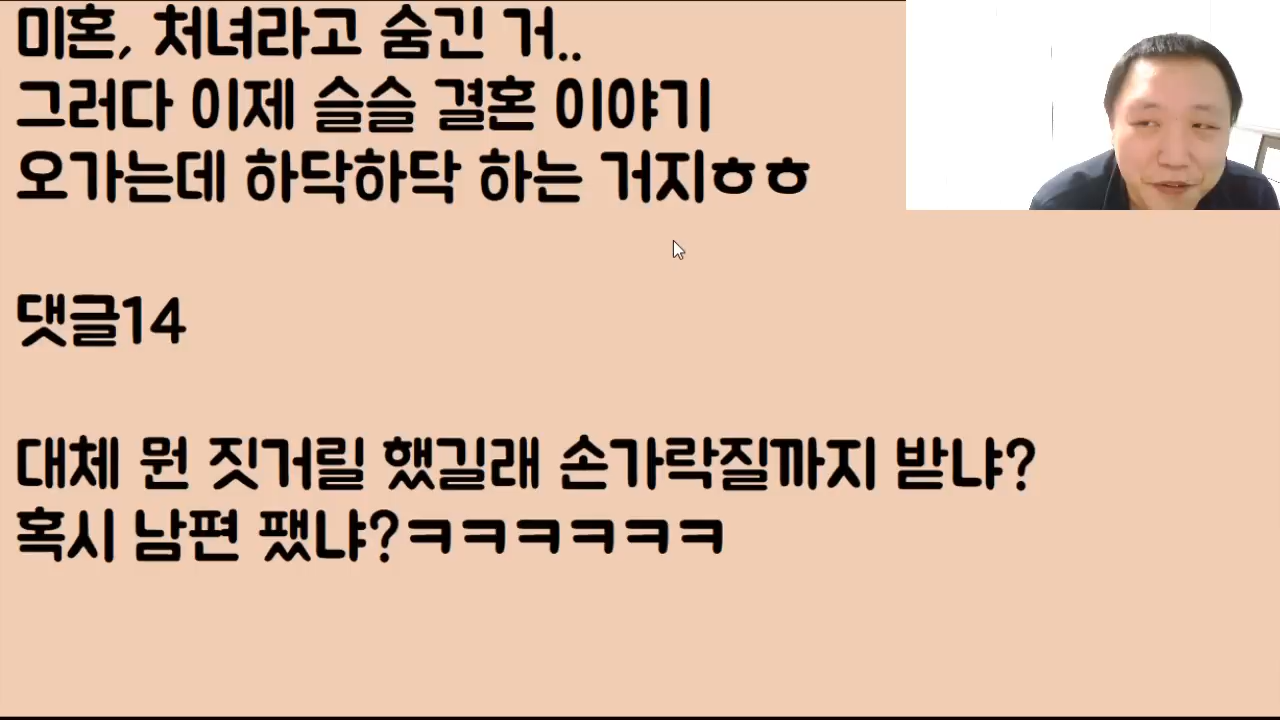 미혼, 처녀라고 숨긴 거..
그러다 이제 슬슬 결혼 이야기
오가는데 하닥하닥 하는 거지ㅎㅎ
댓글14
대체 뭔 짓거릴 했길래 손가락질까지 받냐?
혹시 남편 팼냐?ㅋㅋㅋㅋㅋㅋ